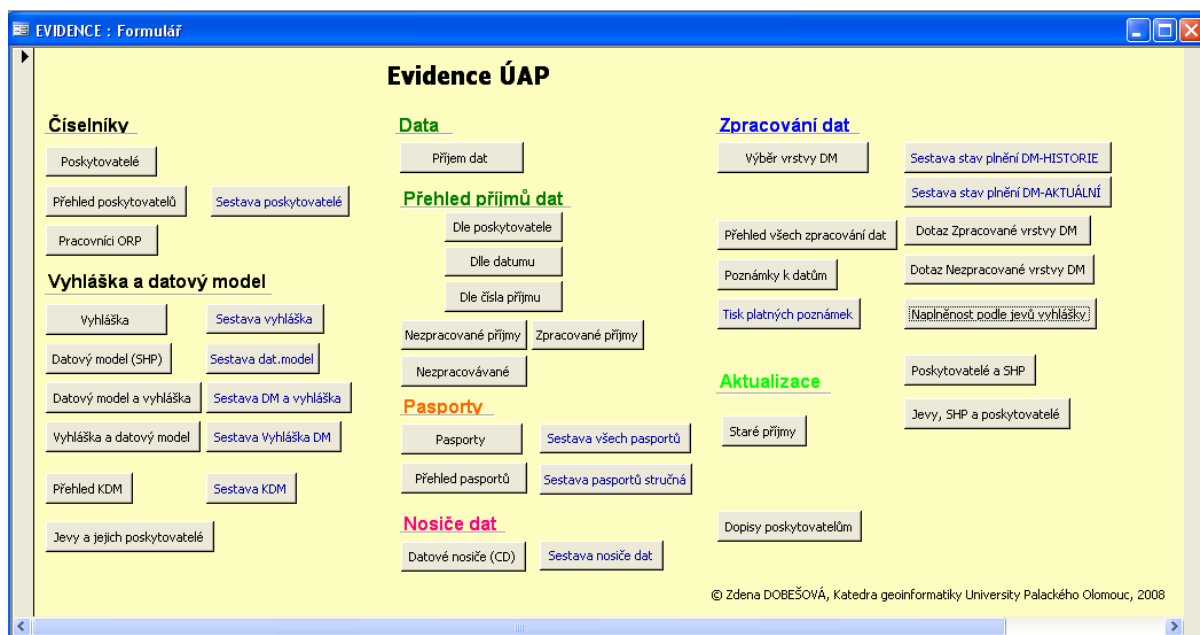 EVIDENCE : Formulář
Evidence ÚAP
Číselníky
Poskytovatelé
Přehled poskytovatelů
Sestava poskytovatelé
Pracovníci ORP
Vyhláška a datový model
Vyhláška
Sestava vyhláška
Datový model (SHP)
Sestava dat.model
Datový model a vyhláška
Sestava DM a vyhláška
Vyhláška a datový model
Sestava Vyhláška DM
Přehled KDM
Sestava KDM
Jevy a jejich poskytovatelé
Data
Příjem dat
Přehled příjmů dat
Dle poskytovatele
Dlle datumu
Dle čísla příjmu
Nezpracované příjmy
Zpracované příjmy
Nezpracovávané
Pasporty
Pasporty
Sestava všech pasportů
Přehled pasportů
Sestava pasportů stručná
Nosiče dat
Datové nosiče (CD)
Sestava nosiče dat
Zpracování dat
Výběr vrstvy DM
Sestava stav plnění DM-HISTORIE
Sestava stav plnění DM-AKTUÁLNÍ
Přehled všech zpracování dat
Dotaz Zpracované vrstvy DM
Poznámky k datům
Dotaz Nezpracované vrstvy DM
Tisk platných poznámek
Naplněnost podle jevů vyhlášky
Poskytovatelé a SHP
Aktualizace
Jevy, SHP a poskytovatelé
Staré příjmy
Dopisy poskytovatelům
© Zdena DOBEŠOVÁ, Katedra geoinformatiky University Palackého Olomouc, 2008